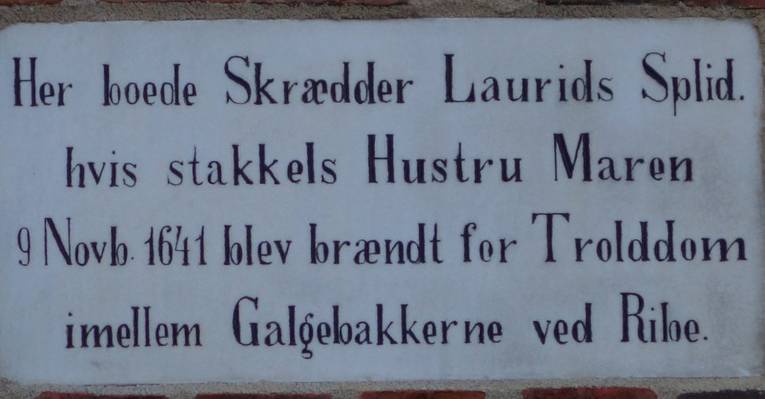 Her boede Skrædder Laurids Splid.
hvis stakkels Hustru Maren
9 Novb. 1641 blev brændt for Trolddom
imellem Galgebakkerne ved Ribe.